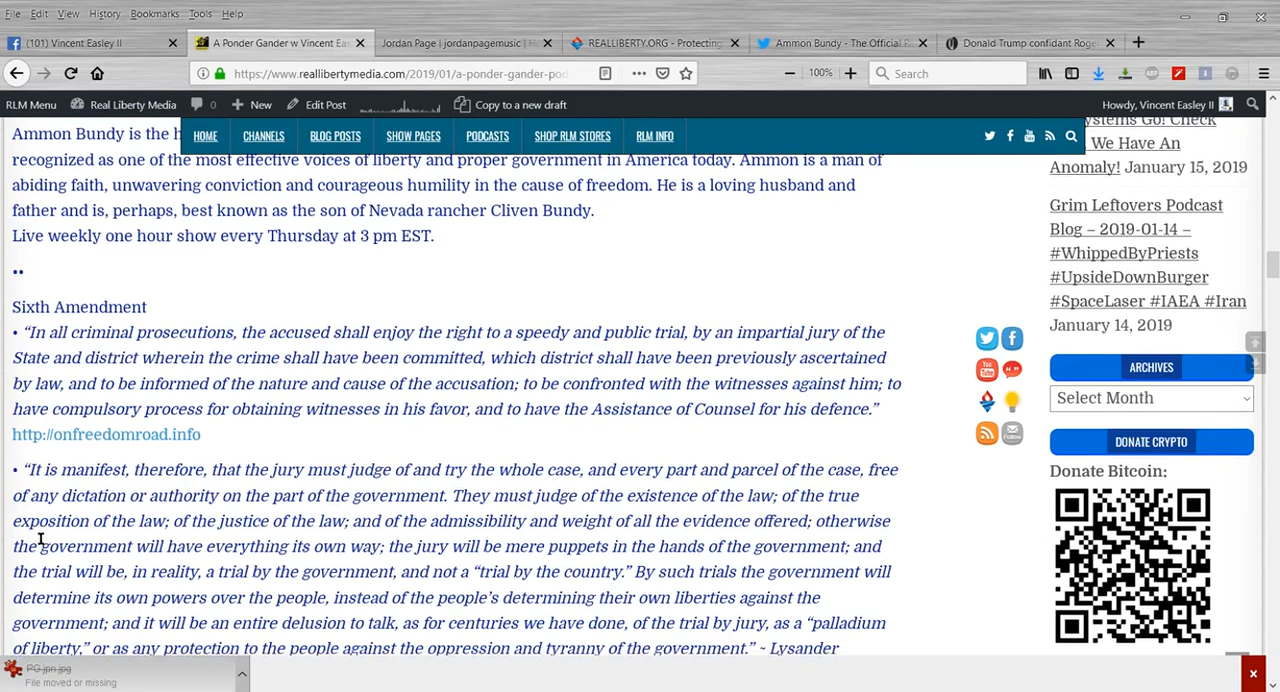 File Edit View History Bookmarks Tools Help
(101) Vincent Easley II
A Ponder Gander w Vincent Eas
Jordan Page | jordanpagemusic | H
REALLIBERTY.ORG - Protecting
Ammon Bundy - The Official P
Donald Trump confidant Roge
https://www.reallibertymedia.com/2019/01/a-ponder-gander-pod
100%
Search
RLM Menu Real Liberty Media 0 New Edit Post Copy to a new draft Howdy, Vincent Easley II
HOME CHANNELS BLOG POSTS SHOW PAGES PODCASTS SHOP RLM STORES RLM INFO
Ammon Bundy is the h
recognized as one of the most effective voices of liberty and proper government in America today. Ammon is a man of
abiding faith, unwavering conviction and courageous humility in the cause of freedom. He is a loving husband and
father and is, perhaps, best known as the son of Nevada rancher Cliven Bundy.
Live weekly one hour show every Thursday at 3 pm EST.
••
Sixth Amendment
• “In all criminal prosecutions, the accused shall enjoy the right to a speedy and public trial, by an impartial jury of the
State and district wherein the crime shall have been committed, which district shall have been previously ascertained
by law, and to be informed of the nature and cause of the accusation; to be confronted with the witnesses against him; to
have compulsory process for obtaining witnesses in his favor, and to have the Assistance of Counsel for his defence.”
http://onfreedomroad.info
• “It is manifest, therefore, that the jury must judge of and try the whole case, and every part and parcel of the case, free
of any dictation or authority on the part of the government. They must judge of the existence of the law; of the true
exposition of the law; of the justice of the law; and of the admissibility and weight of all the evidence offered; otherwise
the government will have everything its own way; the jury will be mere puppets in the hands of the government; and
the trial will be, in reality, a trial by the government, and not a “trial by the country.” By such trials the government will
determine its own powers over the people, instead of the people’s determining their own liberties against the
government; and it will be an entire delusion to talk, as for centuries we have done, of the trial by jury, as a “palladium
of liberty,” or as any protection to the people against the oppression and tyranny of the government.” ~ Lysander
ystems Go! Check
We Have An
Anomaly! January 15, 2019
Grim Leftovers Podcast
Blog – 2019-01-14 –
#WhippedByPriests
#UpsideDownBurger
#SpaceLaser #IAEA #Iran
January 14, 2019
You
Tube
Follow
ARCHIVES
Select Month
DONATE CRYPTO
Donate Bitcoin:
PG.jpn.jpg
File moved or missing